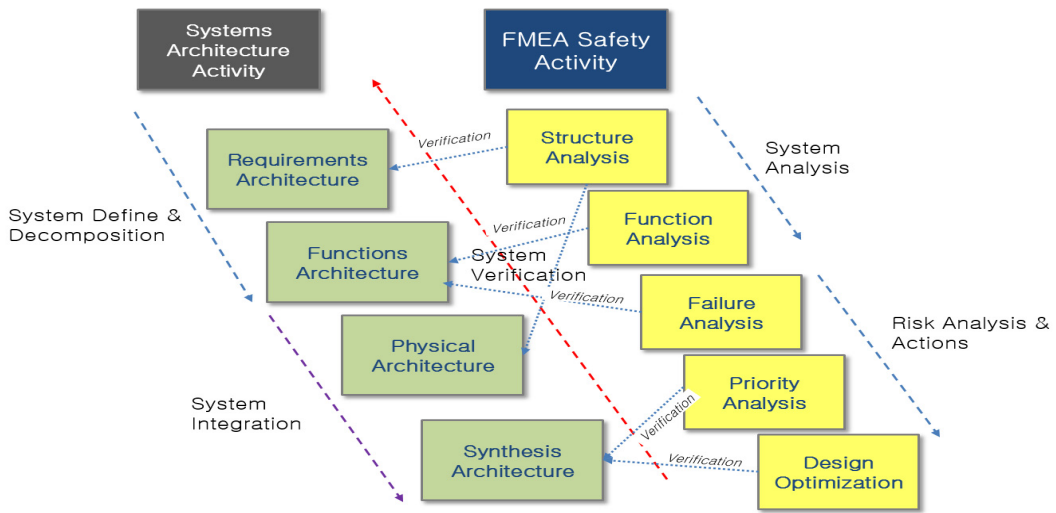 Systems
Architecture
Activity
FMEA Safety
Activity
Requirements
Architecture
Verification
Structure
Analysis
System
Analysis
System Define &
Decomposition
Functions
Architecture
Verification
Function
Analysis
System
Verification
Verification
Failure
Analysis
Risk Analysis &
Actions
Physical
Architecture
Priority
Analysis
System
Integration
Verification
Synthesis
Architecture
Verification
Design
Optimization